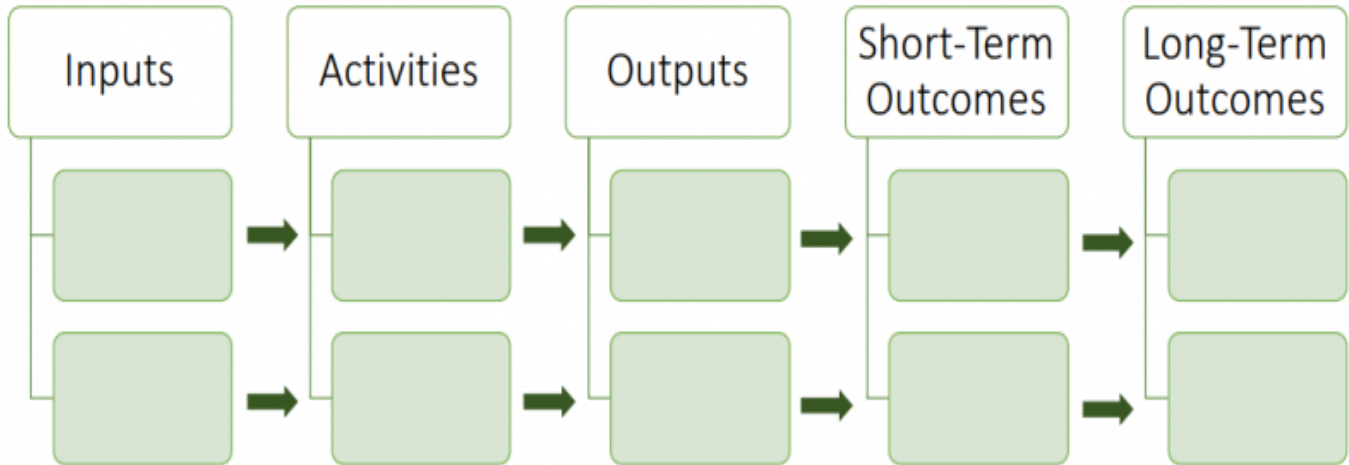 Inputs
Activities
Outputs
Short-Term
Outcomes
Long-Term
Outcomes